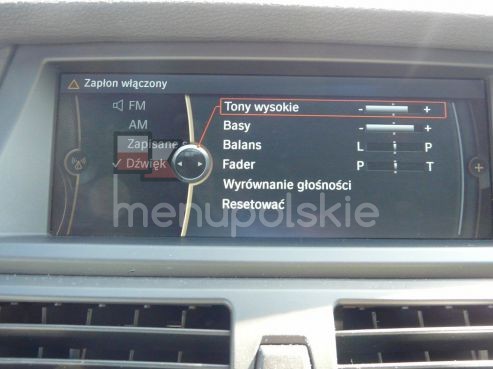 Zapłon włączony
FM
AM
Zapisane
Dźwięk
Tony wysokie - +
Basy - +
Balans L P
Fader P T
Wyrównanie głośności
Resetować
menupolskie